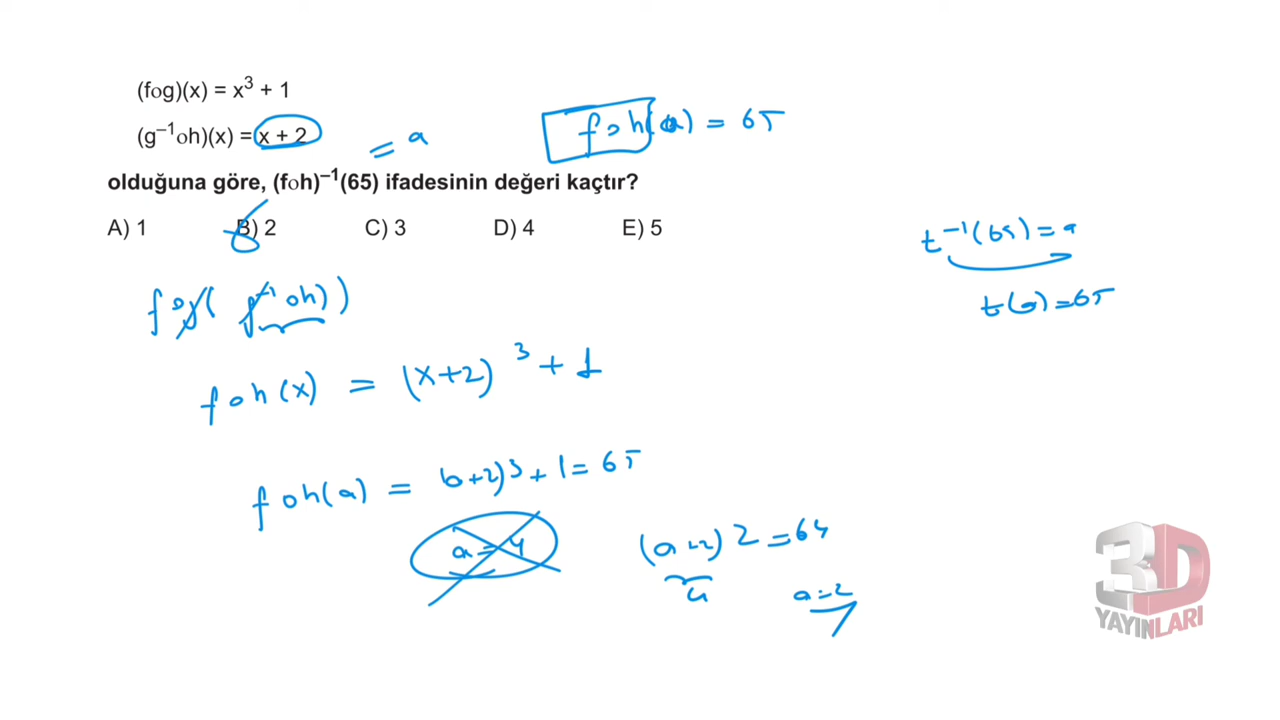 (fog)(x) = x³ + 1
(g⁻¹oh)(x) = x + 2
= a
foh(a) = 65
olduğuna göre, (foh)⁻¹(65) ifadesinin değeri kaçtır?
A) 1 B) 2 C) 3 D) 4 E) 5
t⁻¹(65) = a
t(a) = 65
fog(g⁻¹oh)
foh(x) = (x+2)³ + 1
foh(a) = (a+2)³ + 1 = 65
a = 4
(a+2)2 = 64
4
a = 2
3D
YAYINLARI